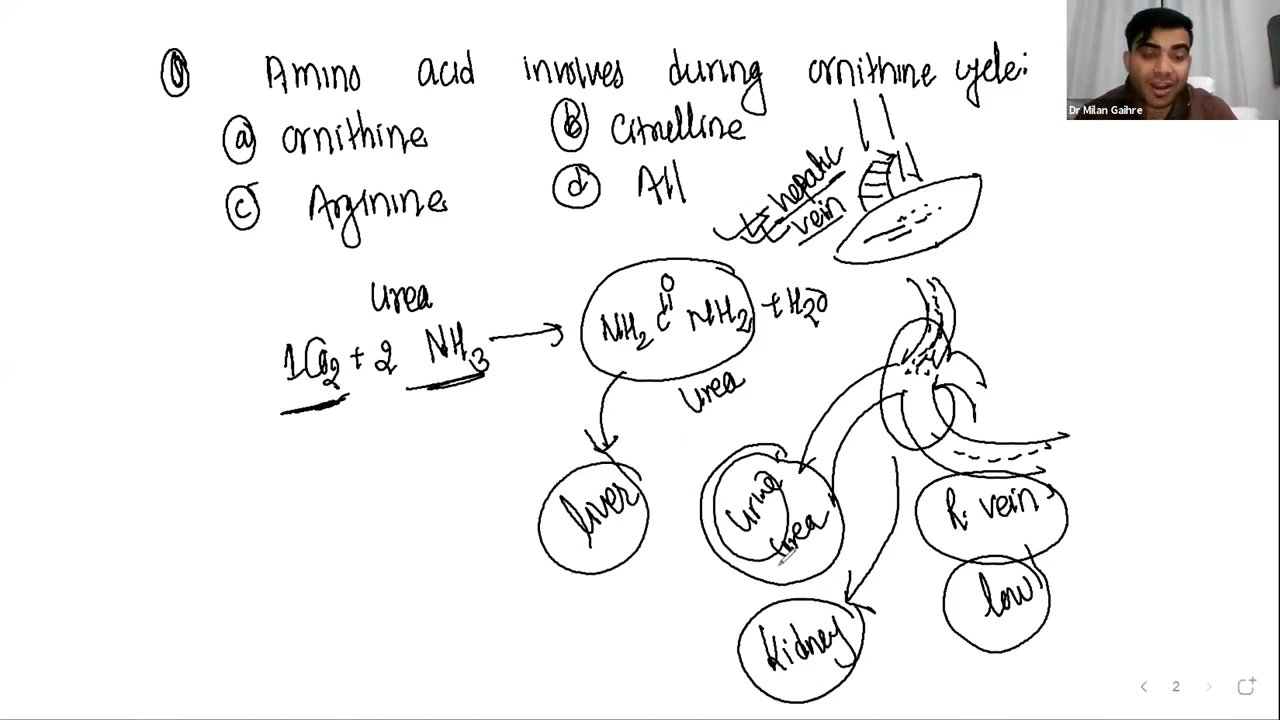 Q Amino acid involves during ornithine cycle:
a ornithine b Citrulline
c Arginine d All
hepatic
vein
urea
1CO2 + 2 NH3 → NH2 C NH2 + H2O
O
urea
liver
urine
urea
R. vein
low
kidney
Dr Milan Gaihre
2